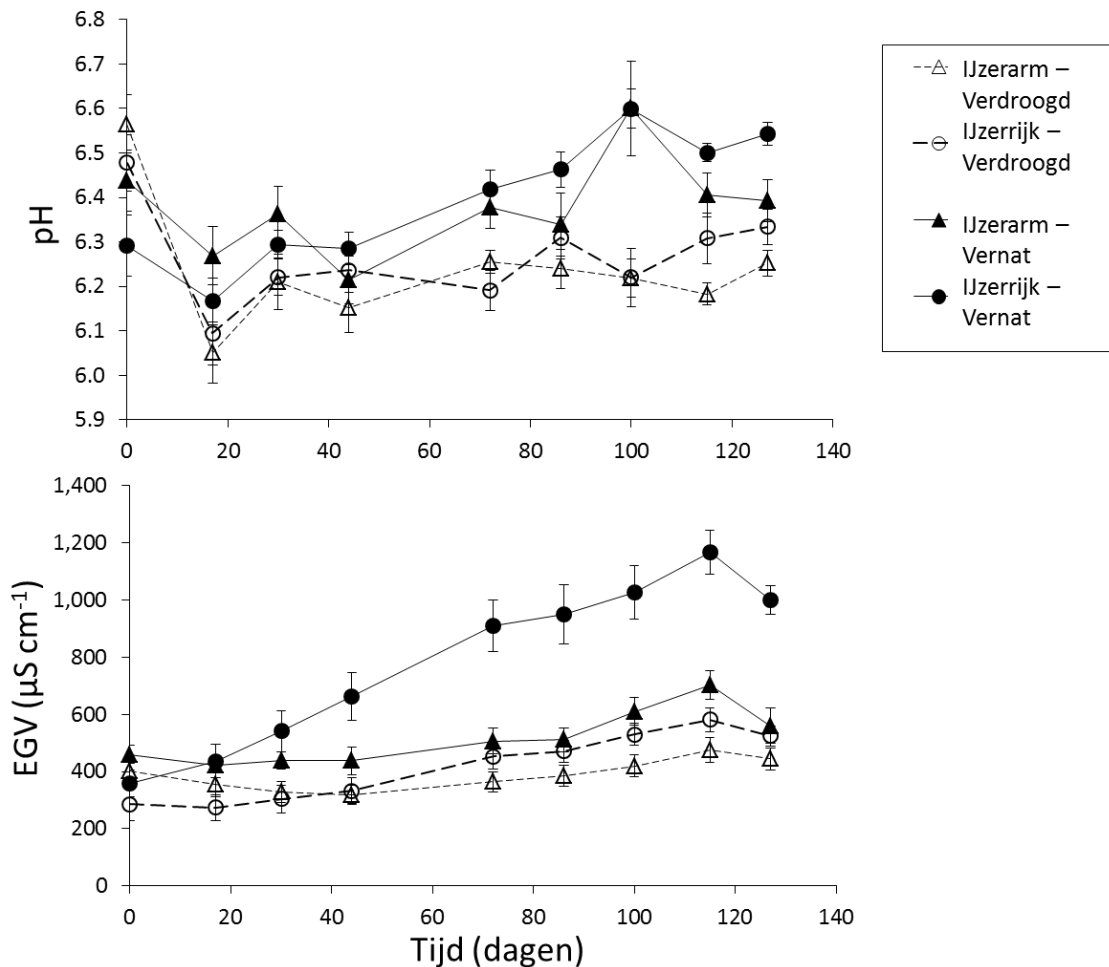 6.8
6.7
6.6
6.5
6.4
6.3
6.2
6.1
6.0
5.9
pH
0 20 40 60 80 100 120 140
IJzerarm –
Verdroogd
IJzerrijk –
Verdroogd
IJzerarm –
Vernat
IJzerrijk –
Vernat
1,400
1,200
1,000
800
600
400
200
0
EGV (µS cm⁻¹)
0 20 40 60 80 100 120 140
Tijd (dagen)